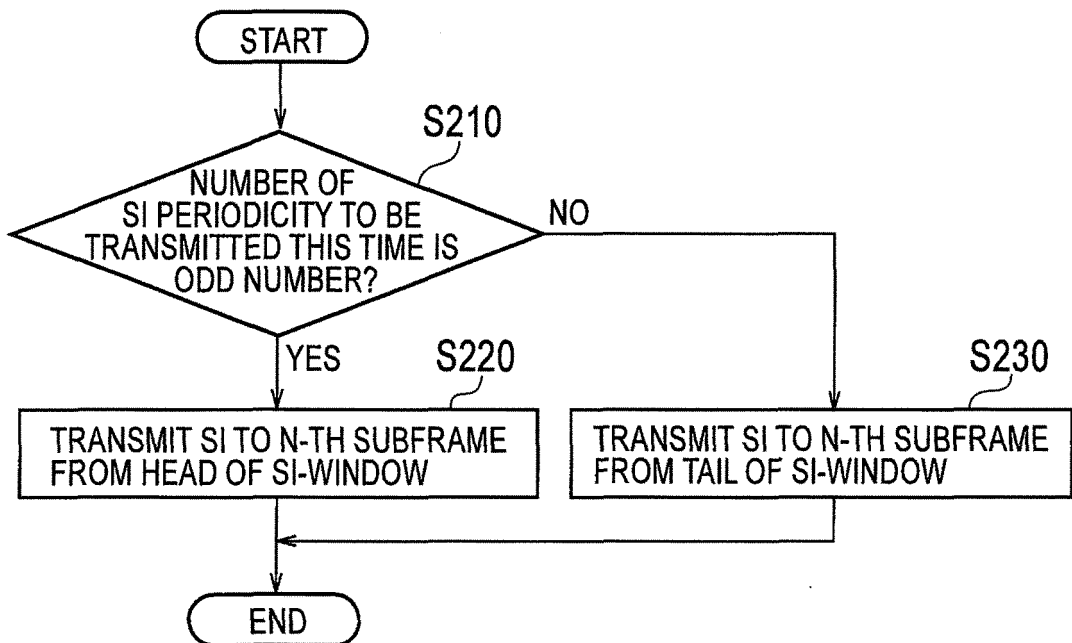 START
S210
NUMBER OF
SI PERIODICITY TO BE
TRANSMITTED THIS TIME IS
ODD NUMBER?
NO
YES
S220
TRANSMIT SI TO N-TH SUBFRAME
FROM HEAD OF SI-WINDOW
S230
TRANSMIT SI TO N-TH SUBFRAME
FROM TAIL OF SI-WINDOW
END